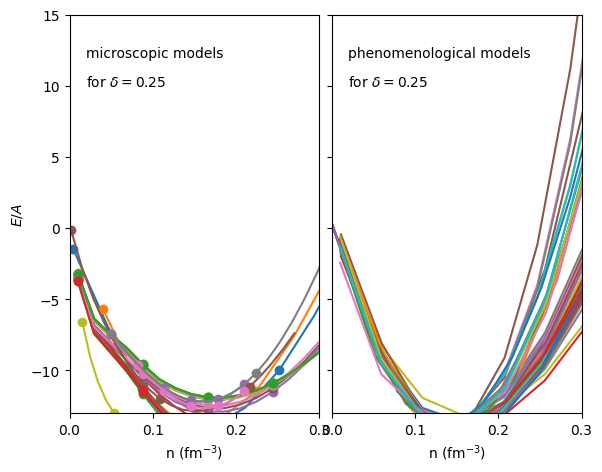 microscopic models
for δ = 0.25
phenomenological models
for δ = 0.25
15
10
5
0
−5
−10
E/A
0.0 0.1 0.2 0.3
0.0 0.1 0.2 0.3
n (fm⁻³)
n (fm⁻³)